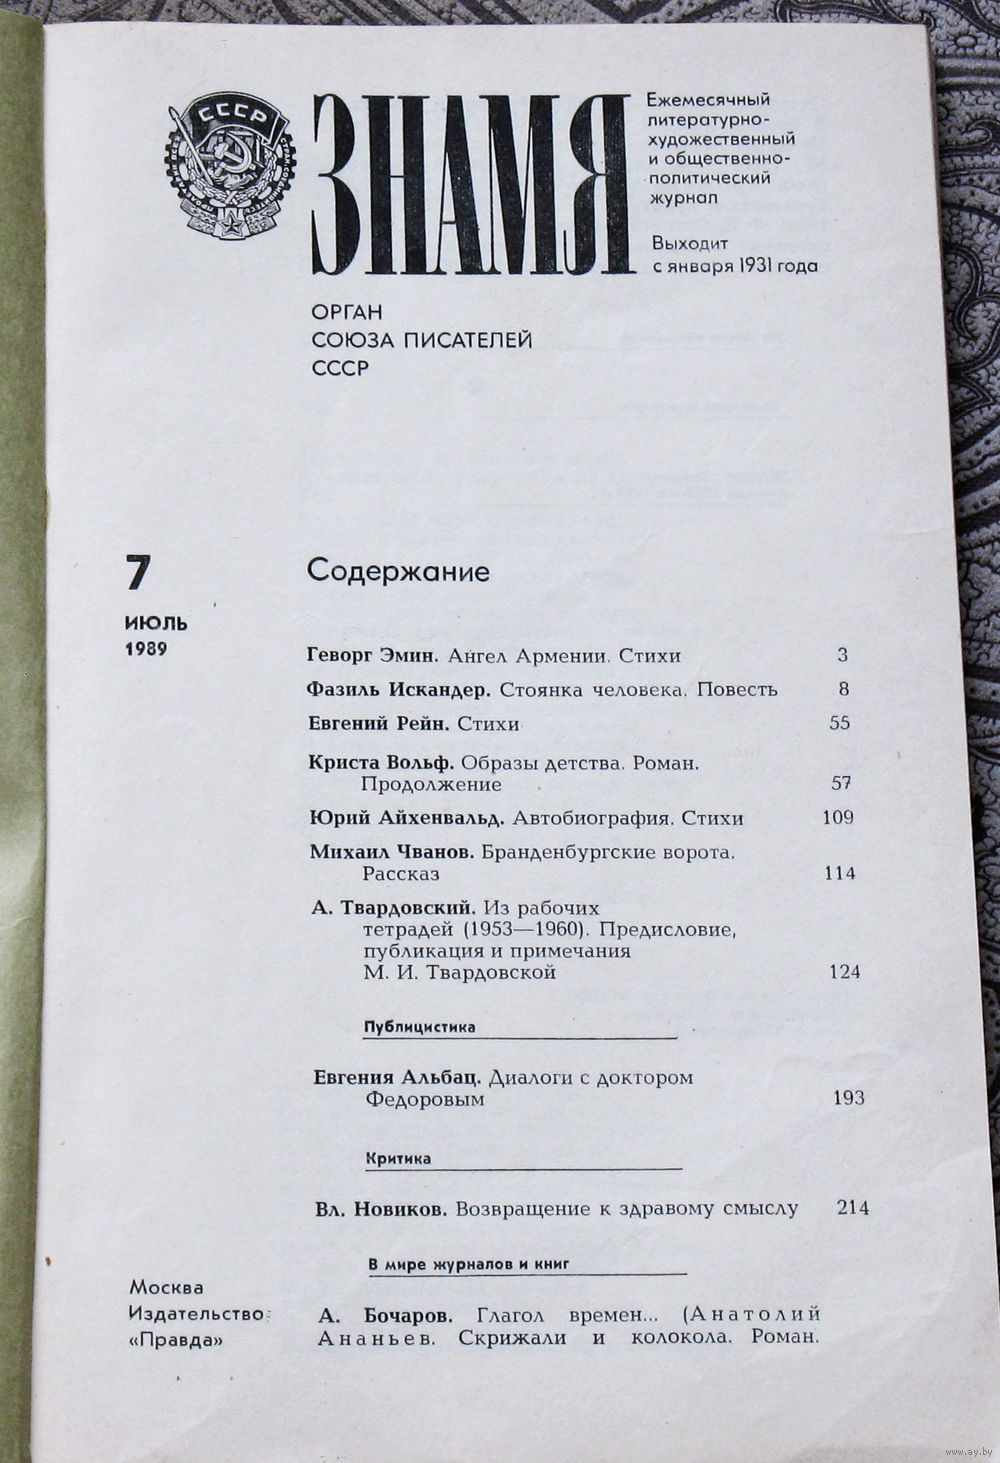 СССР
ЗНАМЯ
Ежемесячный
литературно-
художественный
и общественно-
политический
журнал
Выходит
с января 1931 года
ОРГАН
СОЮЗА ПИСАТЕЛЕЙ
СССР
7
ИЮЛЬ
1989
Содержание
Геворг Эмин. Ангел Армении. Стихи 3
Фазиль Искандер. Стоянка человека. Повесть 8
Евгений Рейн. Стихи 55
Криста Вольф. Образы детства. Роман.
Продолжение 57
Юрий Айхенвальд. Автобиография. Стихи 109
Михаил Чванов. Бранденбургские ворота.
Рассказ 114
А. Твардовский. Из рабочих
тетрадей (1953—1960). Предисловие,
публикация и примечания
М. И. Твардовской 124
Публицистика
Евгения Альбац. Диалоги с доктором
Федоровым 193
Критика
Вл. Новиков. Возвращение к здравому смыслу 214
В мире журналов и книг
А. Бочаров. Глагол времен... (Анатолий
Ананьев. Скрижали и колокола. Роман.
Москва
Издательство
«Правда»
www.ay.by